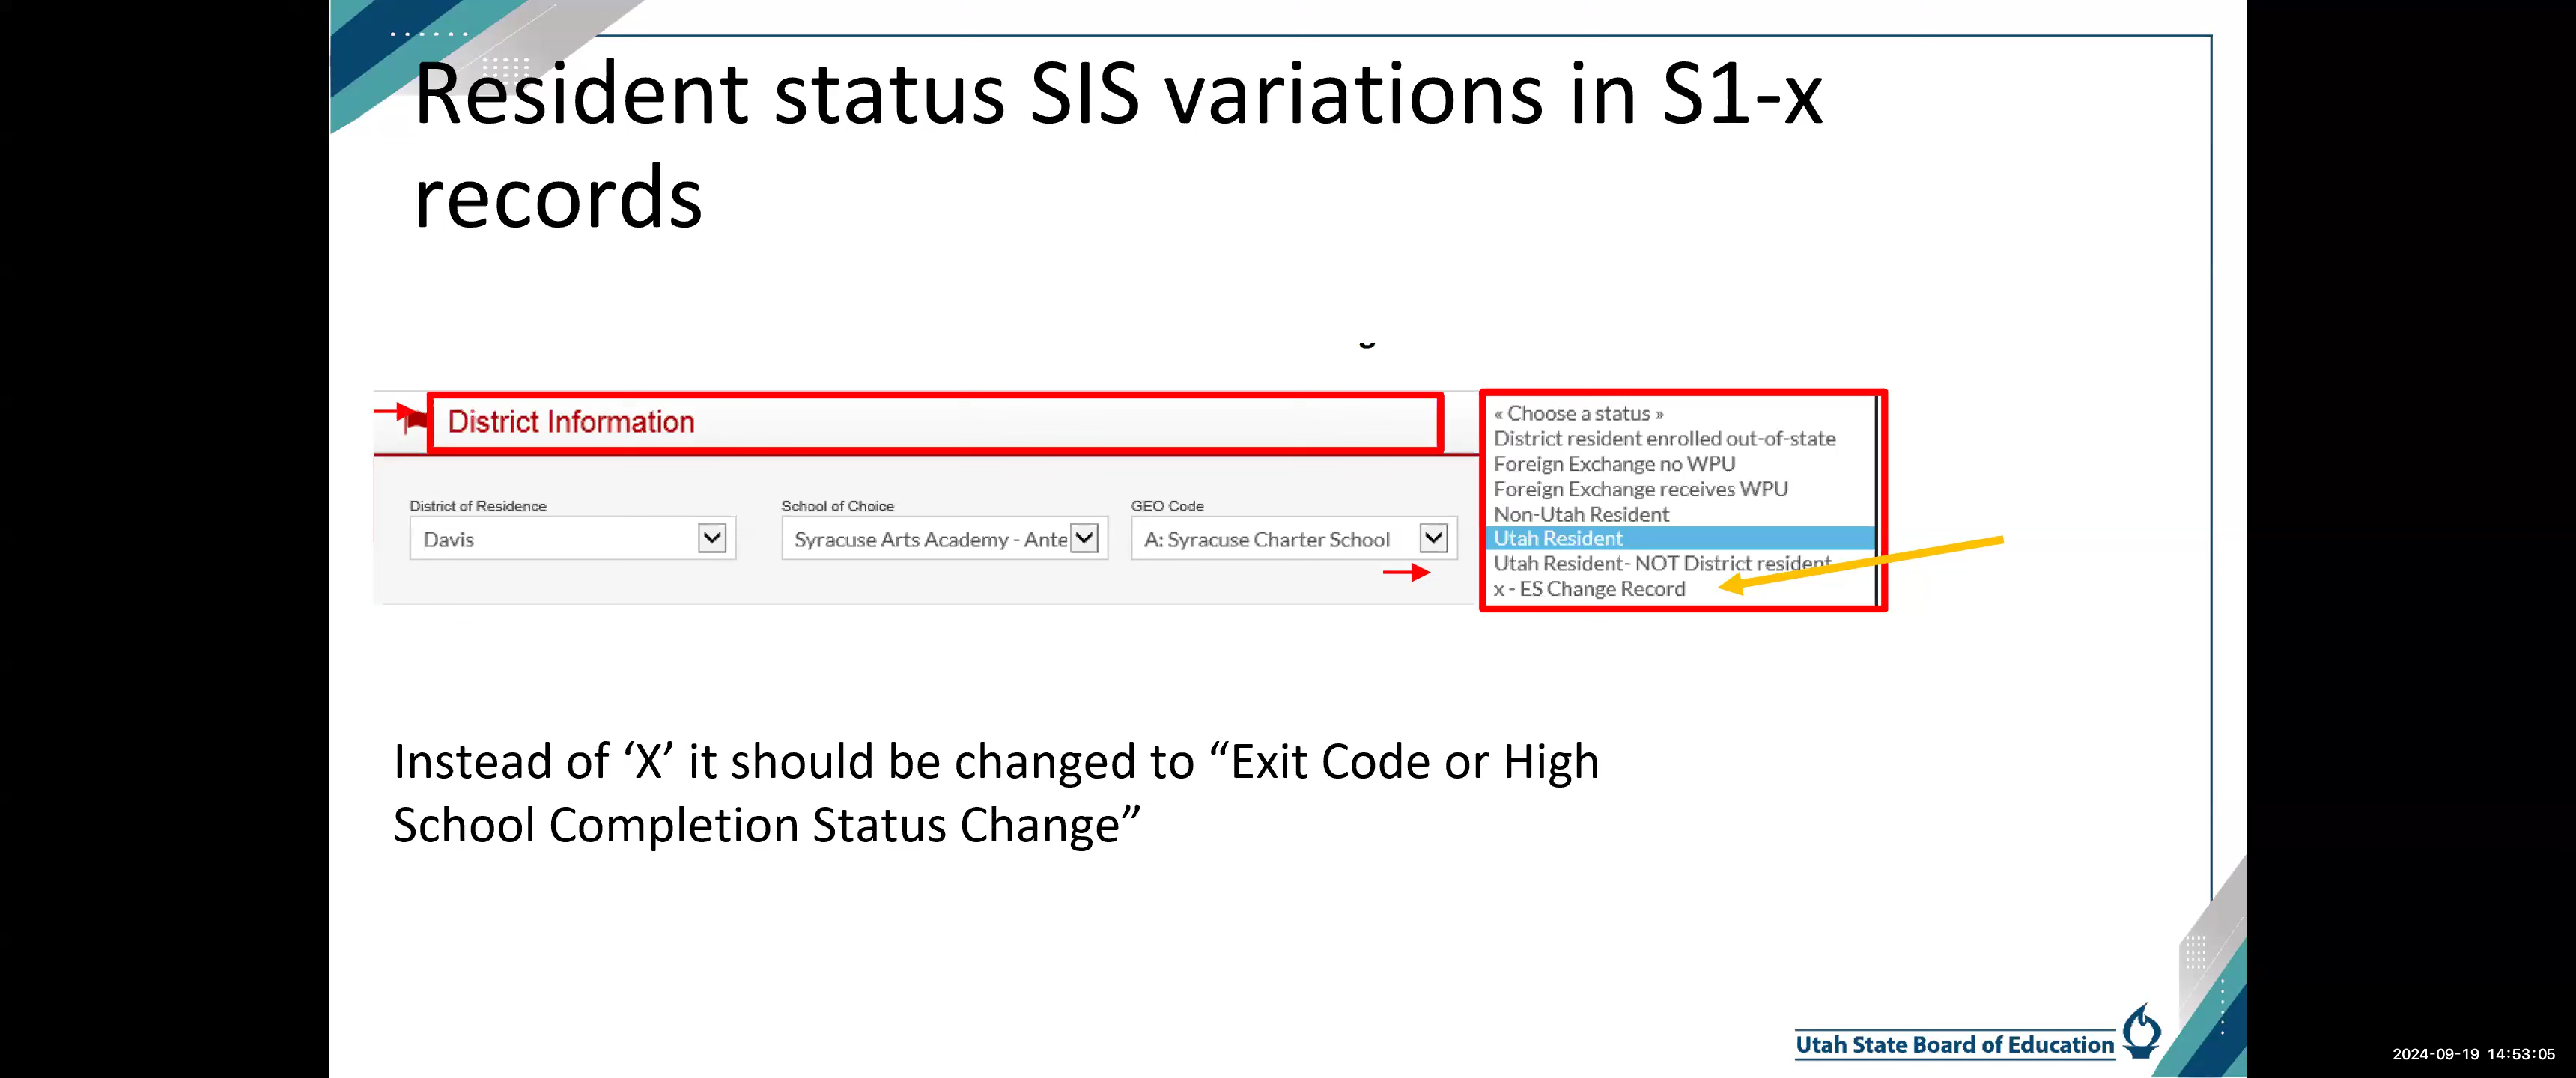 Resident status SIS variations in S1-x
records
District Information
District of Residence
Davis
School of Choice
Syracuse Arts Academy - Ante
GEO Code
A: Syracuse Charter School
« Choose a status »
District resident enrolled out-of-state
Foreign Exchange no WPU
Foreign Exchange receives WPU
Non-Utah Resident
Utah Resident
Utah Resident- NOT District resident
x - ES Change Record
Instead of ‘X’ it should be changed to “Exit Code or High
School Completion Status Change”
Utah State Board of Education
2024-09-19 14:53:05